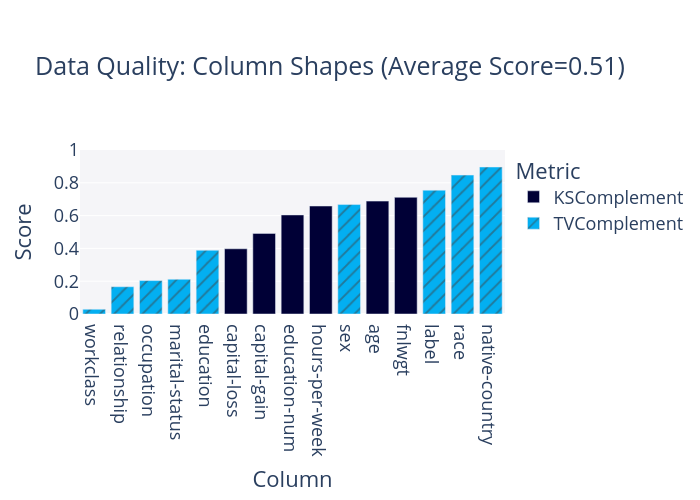 Data Quality: Column Shapes (Average Score=0.51)
Score
1
0.8
0.6
0.4
0.2
0
workclass
relationship
occupation
marital-status
education
capital-loss
capital-gain
education-num
hours-per-week
sex
age
fnlwgt
label
race
native-country
Column
Metric
KSComplement
TVComplement